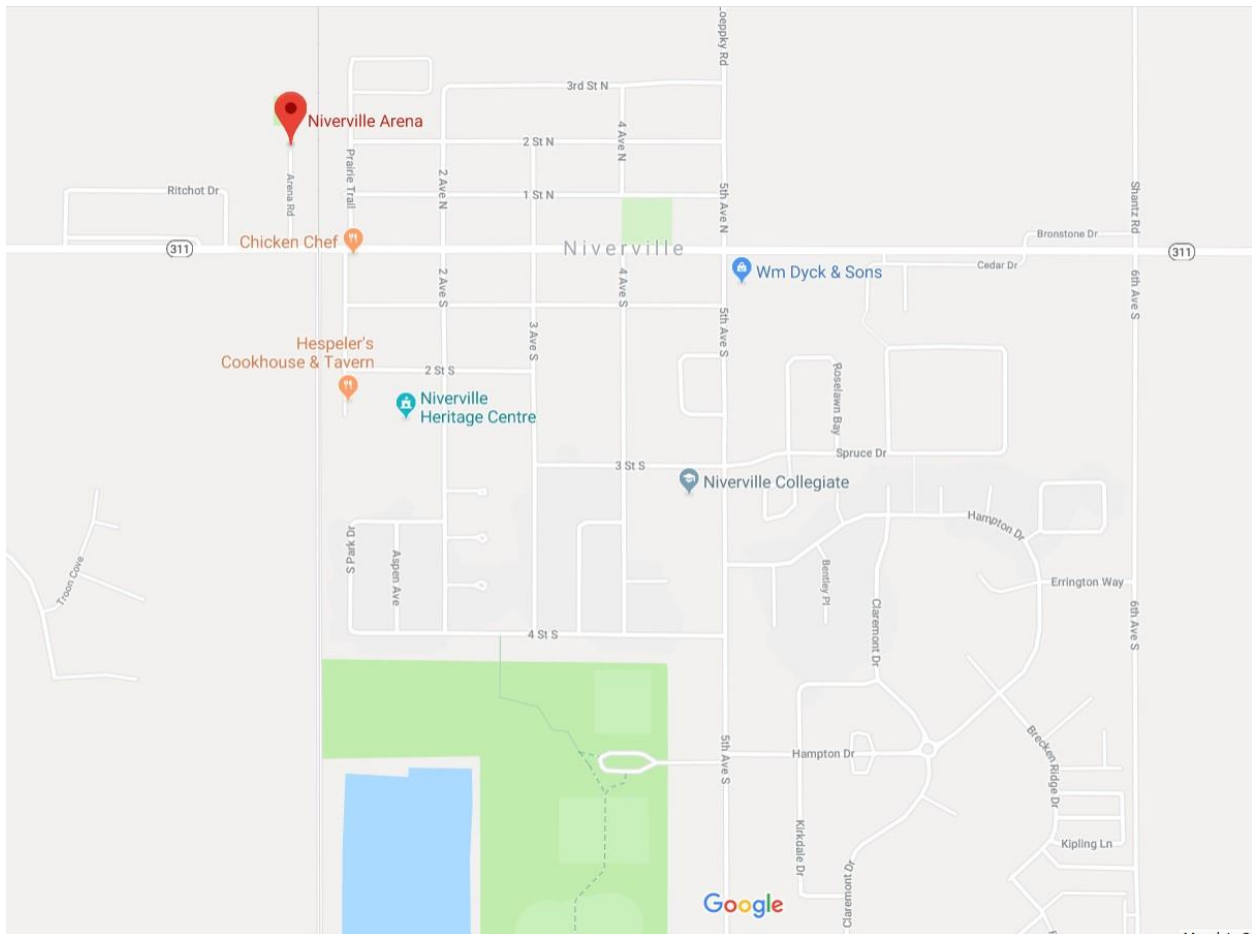 Loeppky Rd
3rd St N
Niverville Arena
4 Ave N
2 St N
Prairie Trail
Arena Rd
2 Ave N
Ritchot Dr
1 St N
5th Ave N
Shantz Rd
Bronstone Dr
311
Chicken Chef
Niverville
311
Cedar Dr
Wm Dyck & Sons
2 Ave S
4 Ave S
6th Ave S
3 Ave S
5th Ave S
Hespeler's
Cookhouse & Tavern
2 St S
Niverville
Heritage Centre
Roselawn Bay
Spruce Dr
3 St S
Niverville Collegiate
Hampton Dr
S Park Dr
Aspen Ave
Troon Cove
Bentley Pl
Errington Way
Claremont Dr
6th Ave S
4 St S
5th Ave S
Hampton Dr
Brecken Ridge Dr
Kirkdale Dr
Kipling Ln
Claremont Dr
Google